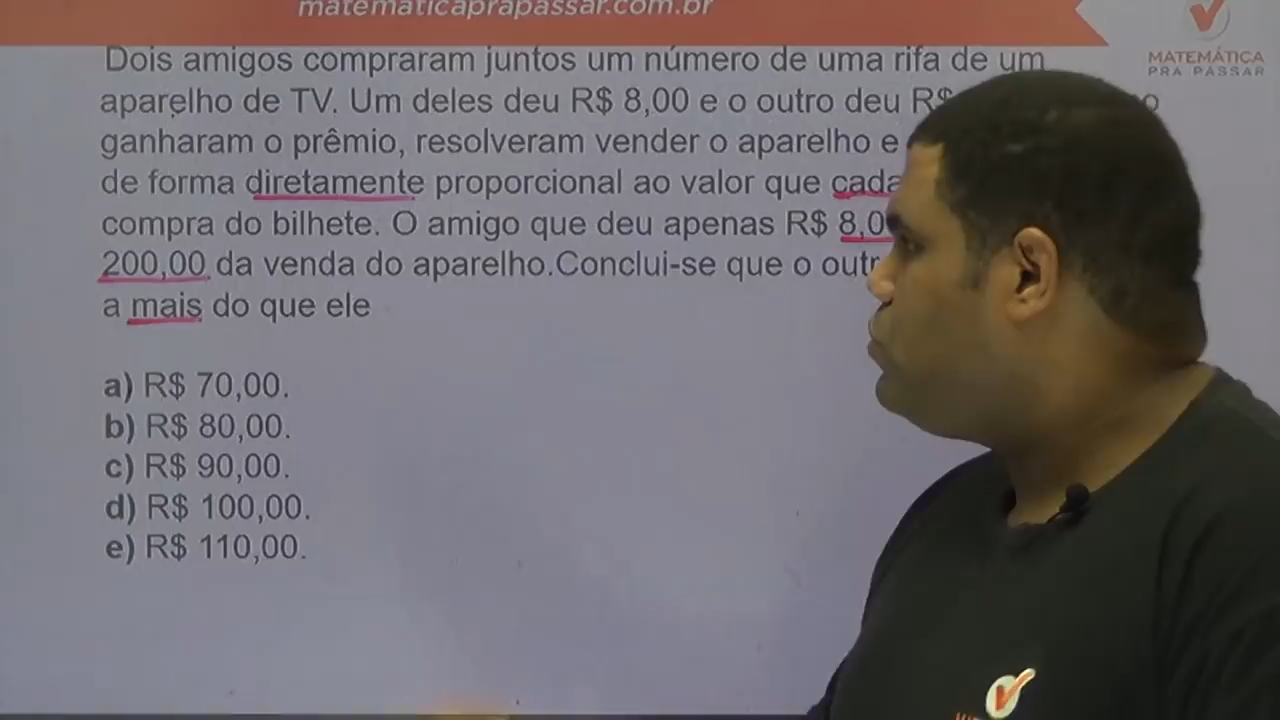 matematicaprapassar.com.br
MATEMÁTICA
PRA PASSAR
Dois amigos compraram juntos um número de uma rifa de um
aparelho de TV. Um deles deu R$ 8,00 e o outro deu R$
ganharam o prêmio, resolveram vender o aparelho e
de forma diretamente proporcional ao valor que cada
compra do bilhete. O amigo que deu apenas R$ 8,0
200,00 da venda do aparelho.Conclui-se que o outr
a mais do que ele
a) R$ 70,00.
b) R$ 80,00.
c) R$ 90,00.
d) R$ 100,00.
e) R$ 110,00.